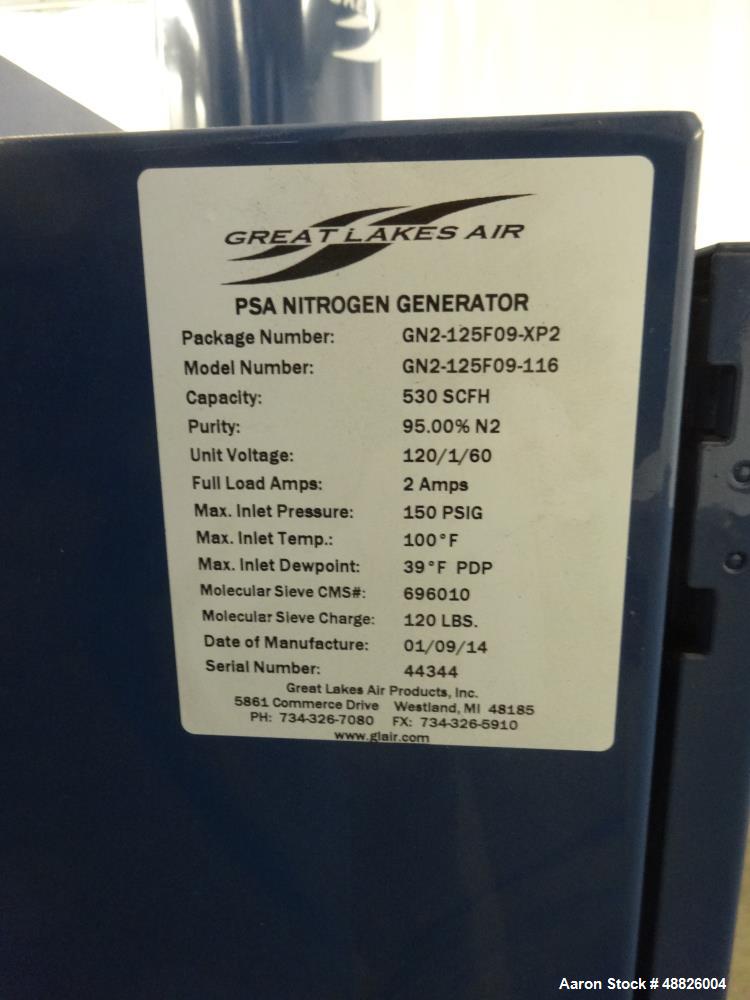 GREAT LAKES AIR
PSA NITROGEN GENERATOR
Package Number: GN2-125F09-XP2
Model Number: GN2-125F09-116
Capacity: 530 SCFH
Purity: 95.00% N2
Unit Voltage: 120/1/60
Full Load Amps: 2 Amps
Max. Inlet Pressure: 150 PSIG
Max. Inlet Temp.: 100°F
Max. Inlet Dewpoint: 39°F PDP
Molecular Sieve CMS#: 696010
Molecular Sieve Charge: 120 LBS.
Date of Manufacture: 01/09/14
Serial Number: 44344
Great Lakes Air Products, Inc.
5861 Commerce Drive Westland, MI 48185
PH: 734-326-7080 FX: 734-326-5910
www.glair.com
Aaron Stock # 48826004